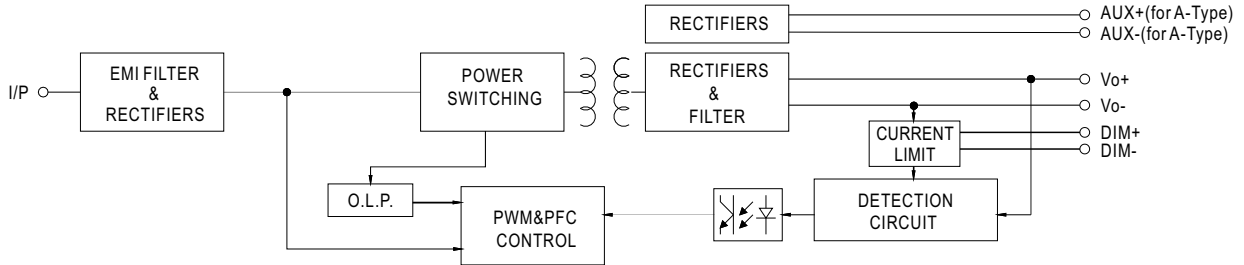 RECTIFIERS
AUX+(for A-Type)
AUX-(for A-Type)
I/P
EMI FILTER
&
RECTIFIERS
POWER
SWITCHING
RECTIFIERS
&
FILTER
Vo+
Vo-
CURRENT
LIMIT
DIM+
DIM-
O.L.P.
PWM&PFC
CONTROL
DETECTION
CIRCUIT